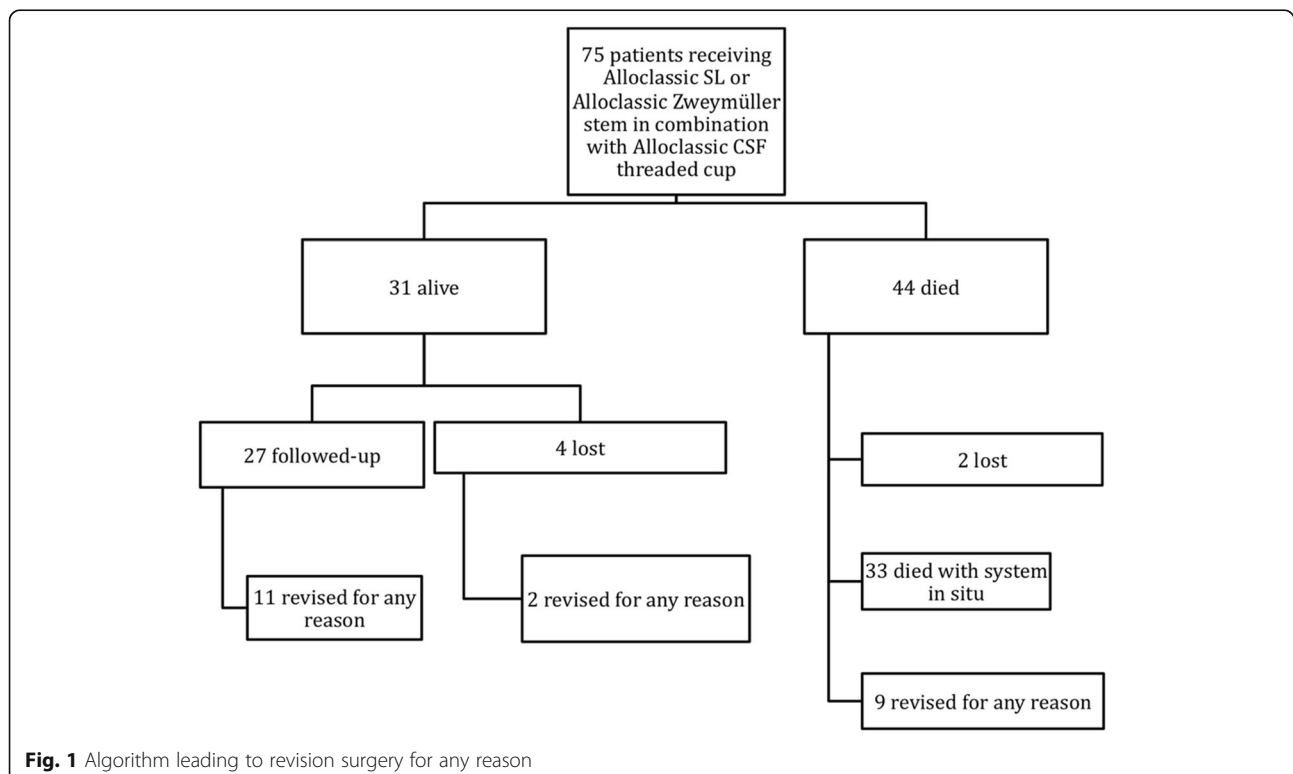 75 patients receiving
Alloclassic SL or
Alloclassic Zweymüller
stem in combination
with Alloclassic CSF
threaded cup
31 alive
44 died
27 followed-up
4 lost
2 lost
11 revised for any
reason
2 revised for any reason
33 died with system
in situ
9 revised for any reason
Fig. 1 Algorithm leading to revision surgery for any reason